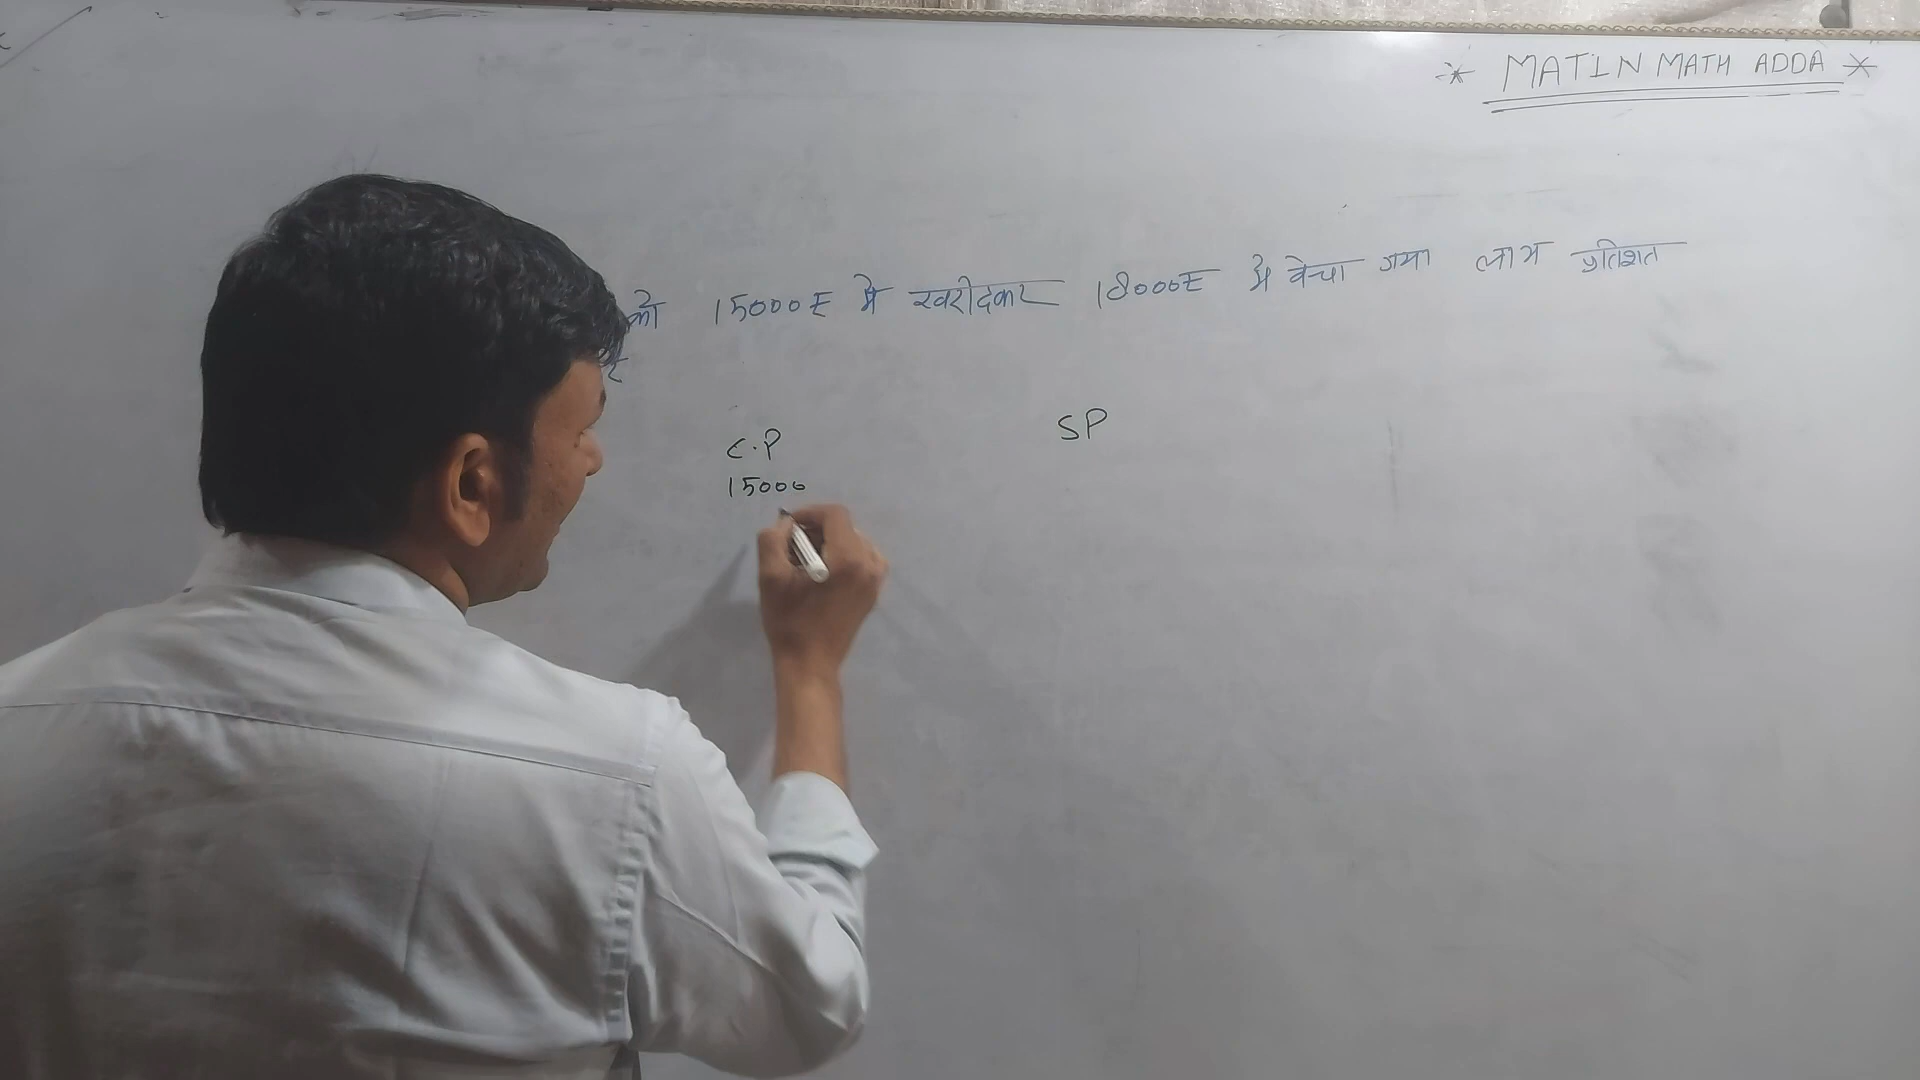 * MATIN MATH ADDA *
को 15000₹ में खरीदकर 18000₹ में बेचा गया लाभ प्रतिशत
C.P SP
15000